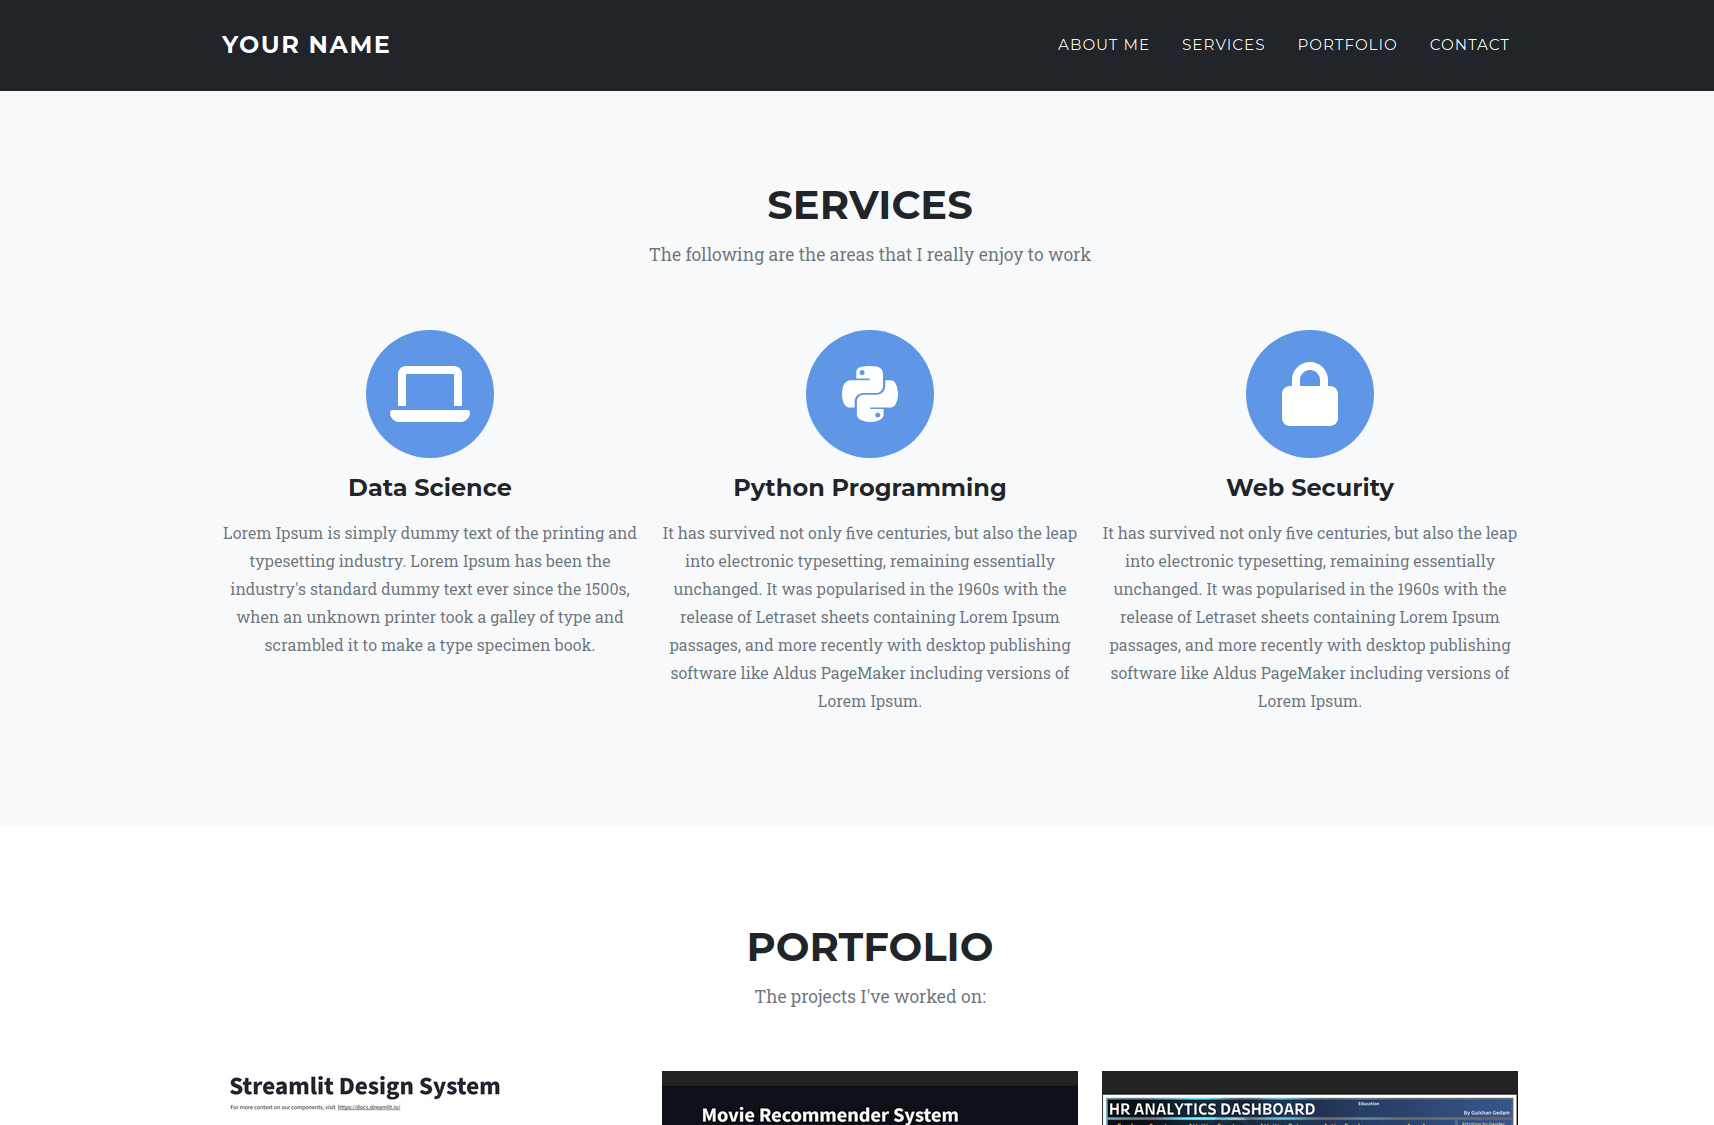 YOUR NAME
ABOUT ME SERVICES PORTFOLIO CONTACT
SERVICES
The following are the areas that I really enjoy to work
Data Science
Lorem Ipsum is simply dummy text of the printing and
typesetting industry. Lorem Ipsum has been the
industry's standard dummy text ever since the 1500s,
when an unknown printer took a galley of type and
scrambled it to make a type specimen book.
Python Programming
It has survived not only five centuries, but also the leap
into electronic typesetting, remaining essentially
unchanged. It was popularised in the 1960s with the
release of Letraset sheets containing Lorem Ipsum
passages, and more recently with desktop publishing
software like Aldus PageMaker including versions of
Lorem Ipsum.
Web Security
It has survived not only five centuries, but also the leap
into electronic typesetting, remaining essentially
unchanged. It was popularised in the 1960s with the
release of Letraset sheets containing Lorem Ipsum
passages, and more recently with desktop publishing
software like Aldus PageMaker including versions of
Lorem Ipsum.
PORTFOLIO
The projects I've worked on:
Streamlit Design System
For more context on our components, visit https://docs.streamlit.io/
Movie Recommender System
HR ANALYTICS DASHBOARD
Education
By Gulshan Gedam